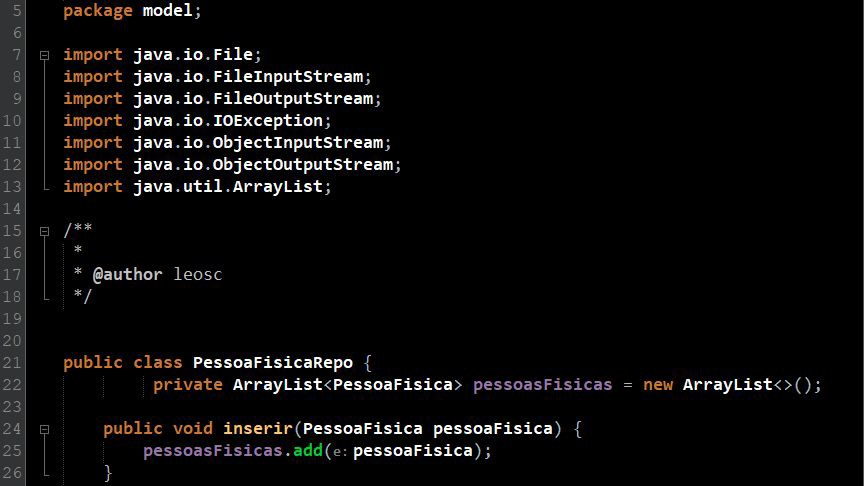 5 package model;
6
7 import java.io.File;
8 import java.io.FileInputStream;
9 import java.io.FileOutputStream;
10 import java.io.IOException;
11 import java.io.ObjectInputStream;
12 import java.io.ObjectOutputStream;
13 import java.util.ArrayList;
14
15 /**
16  *
17  * @author leosc
18  */
19
20
21 public class PessoaFisicaRepo {
22         private ArrayList<PessoaFisica> pessoasFisicas = new ArrayList<>();
23
24     public void inserir(PessoaFisica pessoaFisica) {
25         pessoasFisicas.add(e: pessoaFisica);
26     }